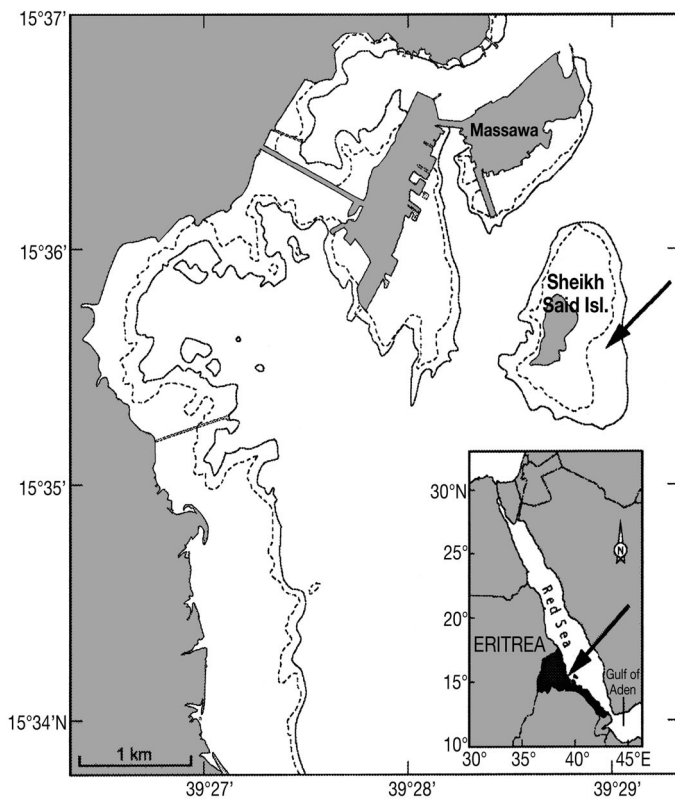 15°37'
Massawa
15°36'
Sheikh
Said Isl.
15°35'
15°34'N
1 km
39°27'
39°28'
39°29'
30°N
25°
20°
15°
10°
30°
35°
40°
45°E
N
Red Sea
ERITREA
Gulf of
Aden